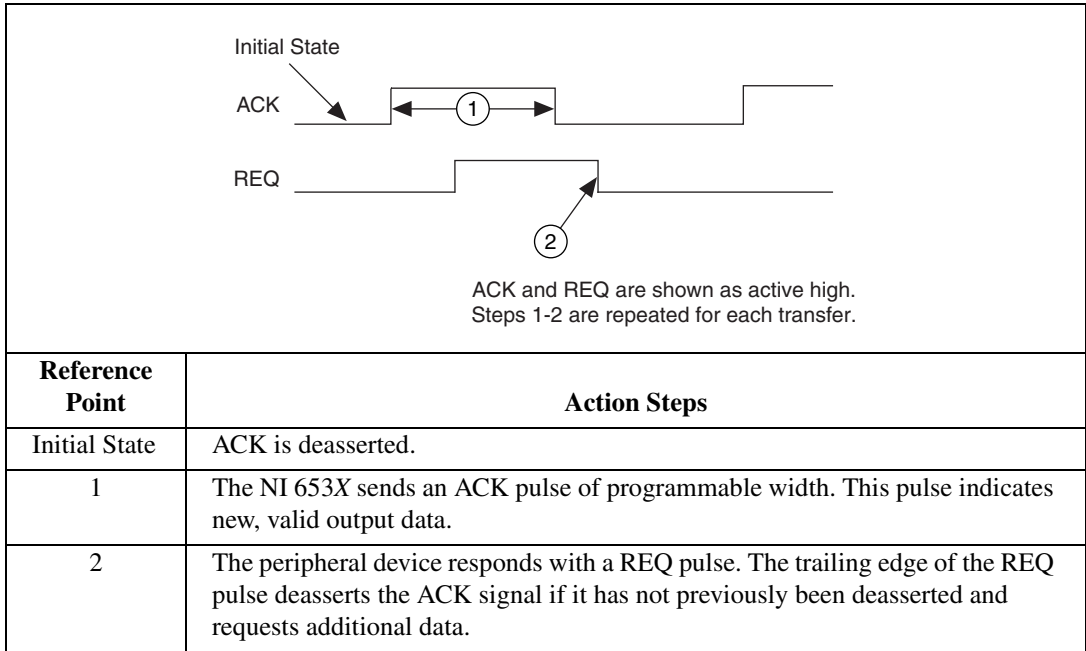 Initial State
ACK
1
REQ
2
ACK and REQ are shown as active high.
Steps 1-2 are repeated for each transfer.
Reference
Point
Action Steps
Initial State
ACK is deasserted.
1
The NI 653X sends an ACK pulse of programmable width. This pulse indicates
new, valid output data.
2
The peripheral device responds with a REQ pulse. The trailing edge of the REQ
pulse deasserts the ACK signal if it has not previously been deasserted and
requests additional data.